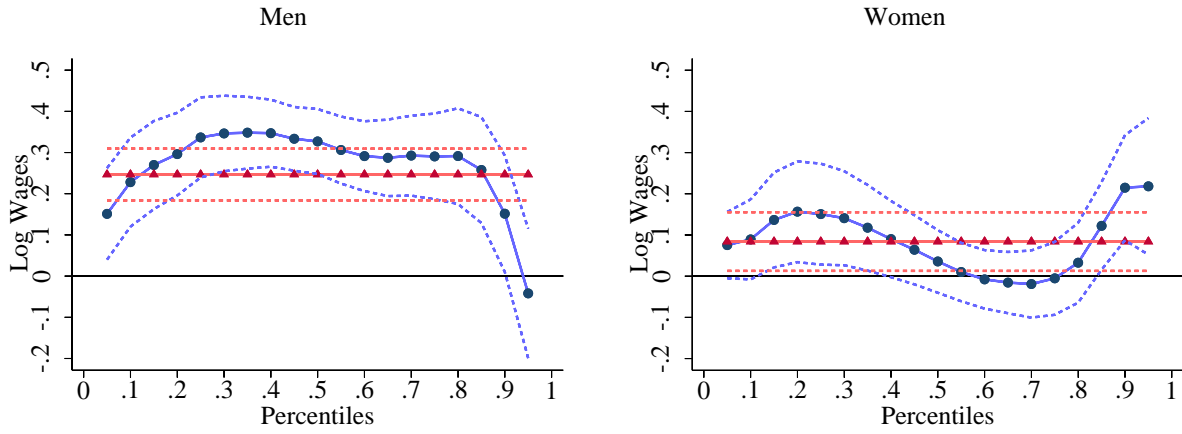 Men
Log Wages
.5
.4
.3
.2
.1
0
-.1
-.2
0 .1 .2 .3 .4 .5 .6 .7 .8 .9 1
Percentiles
Women
Log Wages
.5
.4
.3
.2
.1
0
-.1
-.2
0 .1 .2 .3 .4 .5 .6 .7 .8 .9 1
Percentiles